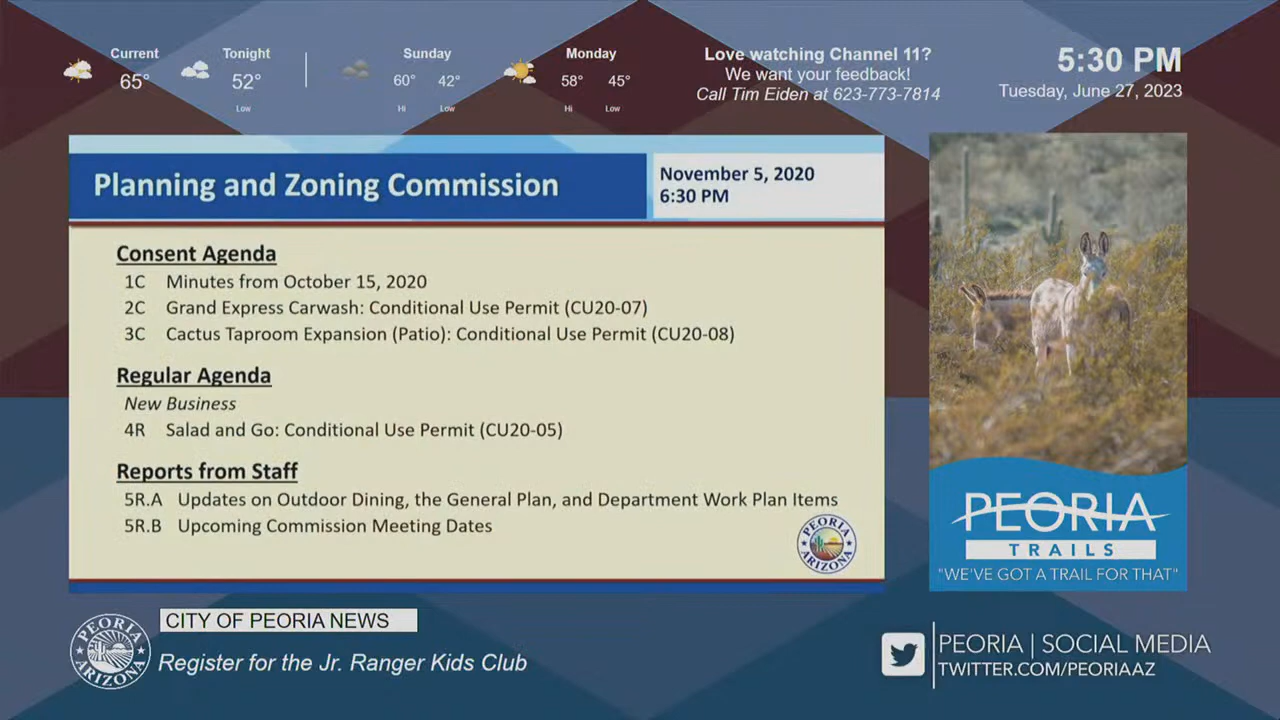 Current
65°
Tonight
52°
Low
Sunday
60° 42°
Hi Low
Monday
58° 45°
Hi Low
Love watching Channel 11?
We want your feedback!
Call Tim Eiden at 623-773-7814
5:30 PM
Tuesday, June 27, 2023
Planning and Zoning Commission
November 5, 2020
6:30 PM
Consent Agenda
1C Minutes from October 15, 2020
2C Grand Express Carwash: Conditional Use Permit (CU20-07)
3C Cactus Taproom Expansion (Patio): Conditional Use Permit (CU20-08)
Regular Agenda
New Business
4R Salad and Go: Conditional Use Permit (CU20-05)
Reports from Staff
5R.A Updates on Outdoor Dining, the General Plan, and Department Work Plan Items
5R.B Upcoming Commission Meeting Dates
PEORIA
ARIZONA
PEORIA
TRAILS
"WE'VE GOT A TRAIL FOR THAT"
PEORIA
ARIZONA
CITY OF PEORIA NEWS
Register for the Jr. Ranger Kids Club
PEORIA | SOCIAL MEDIA
TWITTER.COM/PEORIAAZ